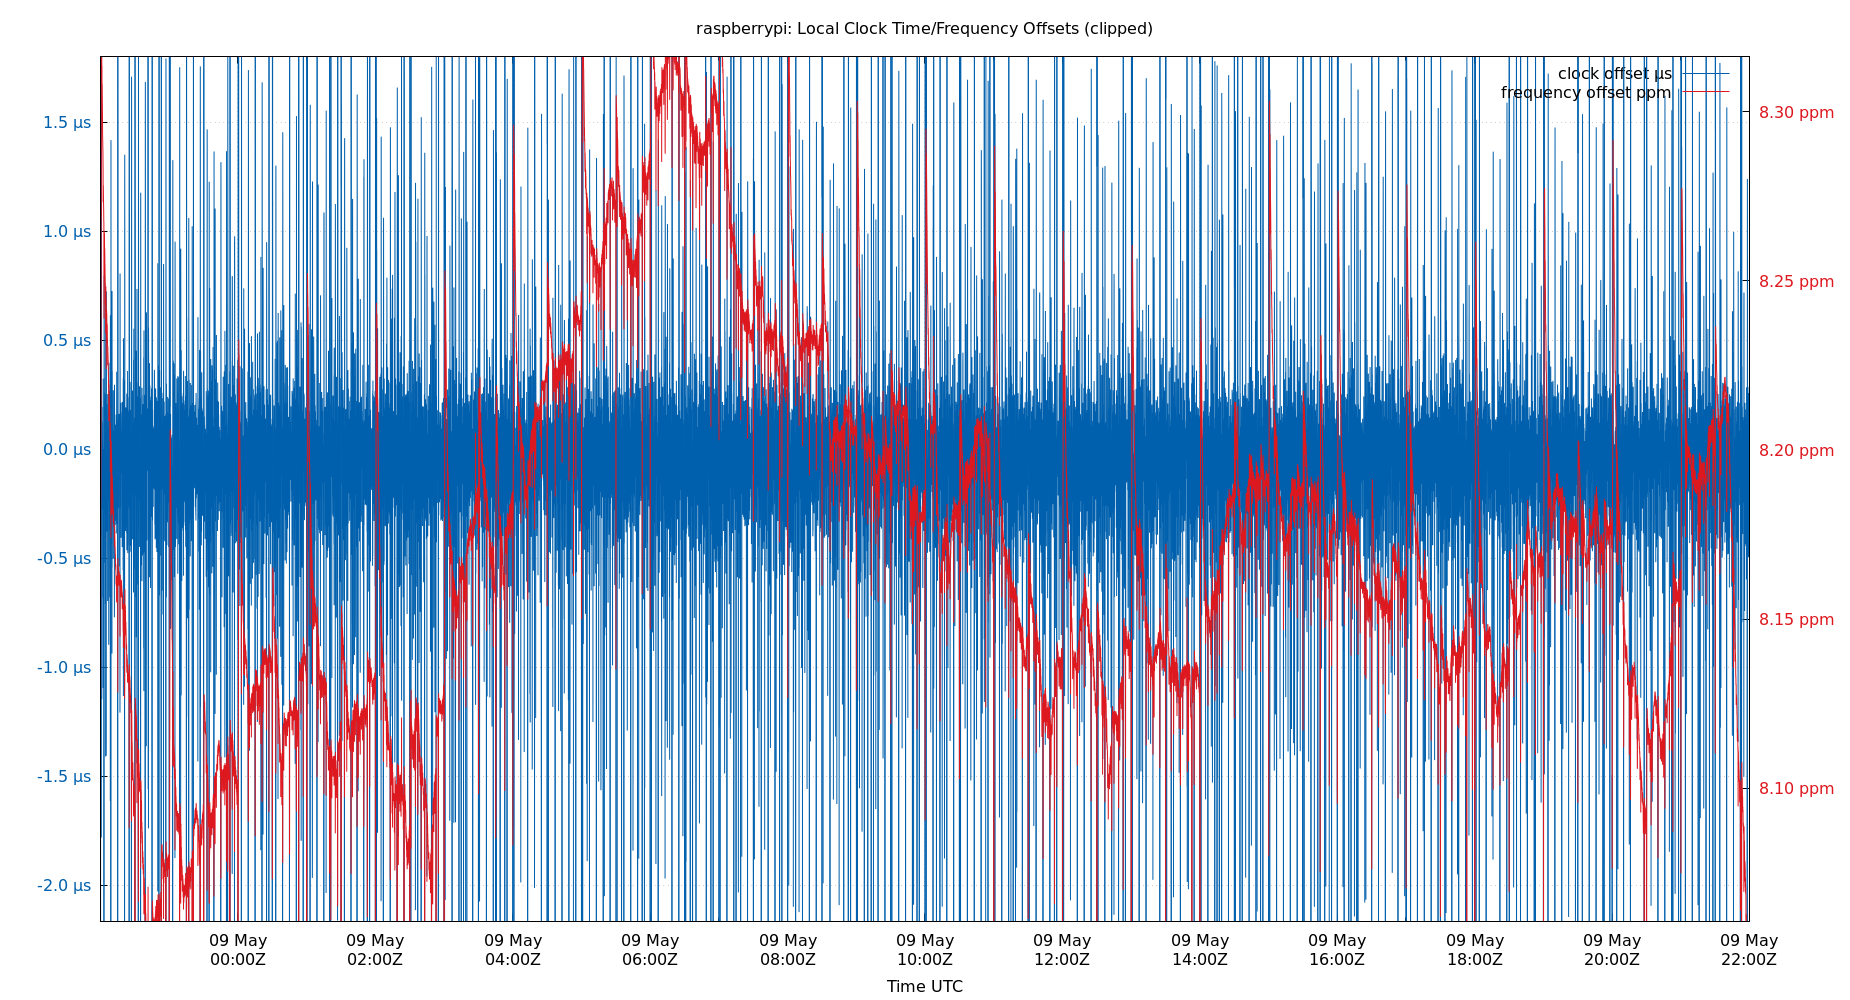 raspberrypi: Local Clock Time/Frequency Offsets (clipped)
clock offset µs
frequency offset ppm
1.5 µs
1.0 µs
0.5 µs
0.0 µs
-0.5 µs
-1.0 µs
-1.5 µs
-2.0 µs
8.30 ppm
8.25 ppm
8.20 ppm
8.15 ppm
8.10 ppm
09 May 09 May 09 May 09 May 09 May 09 May 09 May 09 May 09 May 09 May 09 May 09 May
00:00Z 02:00Z 04:00Z 06:00Z 08:00Z 10:00Z 12:00Z 14:00Z 16:00Z 18:00Z 20:00Z 22:00Z
Time UTC